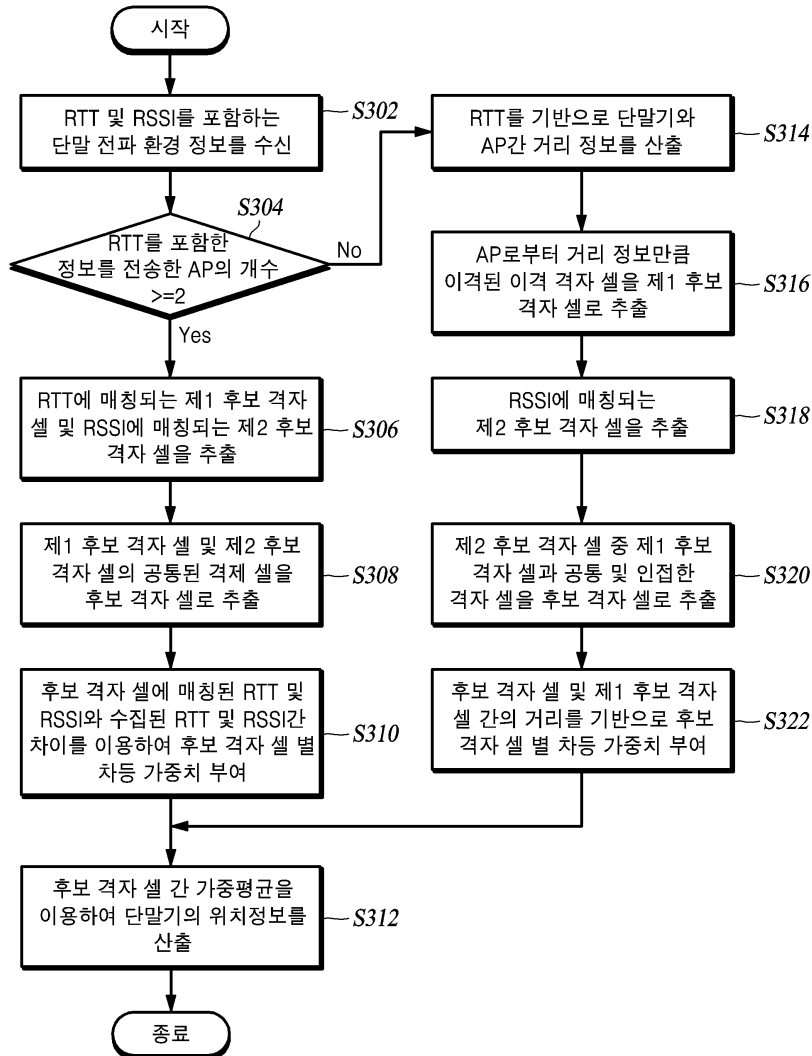 시작
RTT 및 RSSI를 포함하는
단말 전파 환경 정보를 수신
S302
S304
RTT를 포함한
정보를 전송한 AP의 개수
>=2
No
Yes
RTT에 매칭되는 제1 후보 격자
셀 및 RSSI에 매칭되는 제2 후보
격자 셀을 추출
S306
제1 후보 격자 셀 및 제2 후보
격자 셀의 공통된 격제 셀을
후보 격자 셀로 추출
S308
후보 격자 셀에 매칭된 RTT 및
RSSI와 수집된 RTT 및 RSSI간
차이를 이용하여 후보 격자 셀 별
차등 가중치 부여
S310
RTT를 기반으로 단말기와
AP간 거리 정보를 산출
S314
AP로부터 거리 정보만큼
이격된 이격 격자 셀을 제1 후보
격자 셀로 추출
S316
RSSI에 매칭되는
제2 후보 격자 셀을 추출
S318
제2 후보 격자 셀 중 제1 후보
격자 셀과 공통 및 인접한
격자 셀을 후보 격자 셀로 추출
S320
후보 격자 셀 및 제1 후보 격자
셀 간의 거리를 기반으로 후보
격자 셀 별 차등 가중치 부여
S322
후보 격자 셀 간 가중평균을
이용하여 단말기의 위치정보를
산출
S312
종료